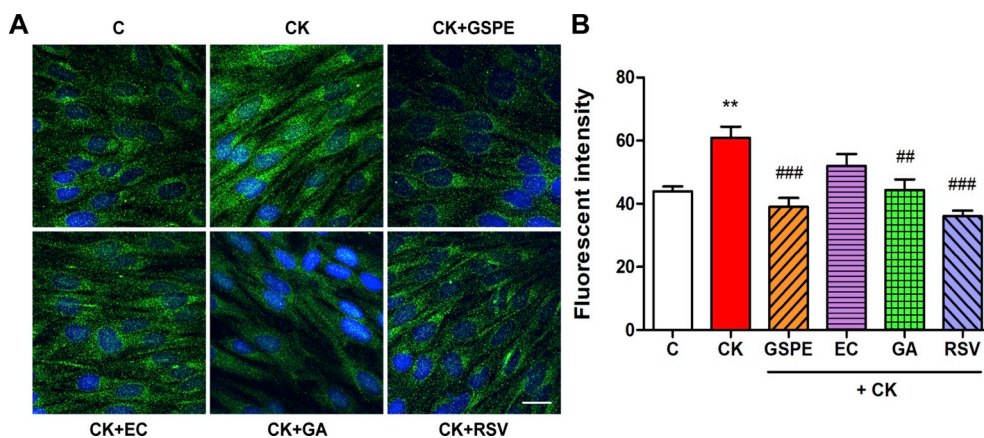 A
C CK CK+GSPE
CK+EC CK+GA CK+RSV
B
Fluorescent intensity
80
60
40
20
0
**
###
##
###
C CK GSPE EC GA RSV
+ CK